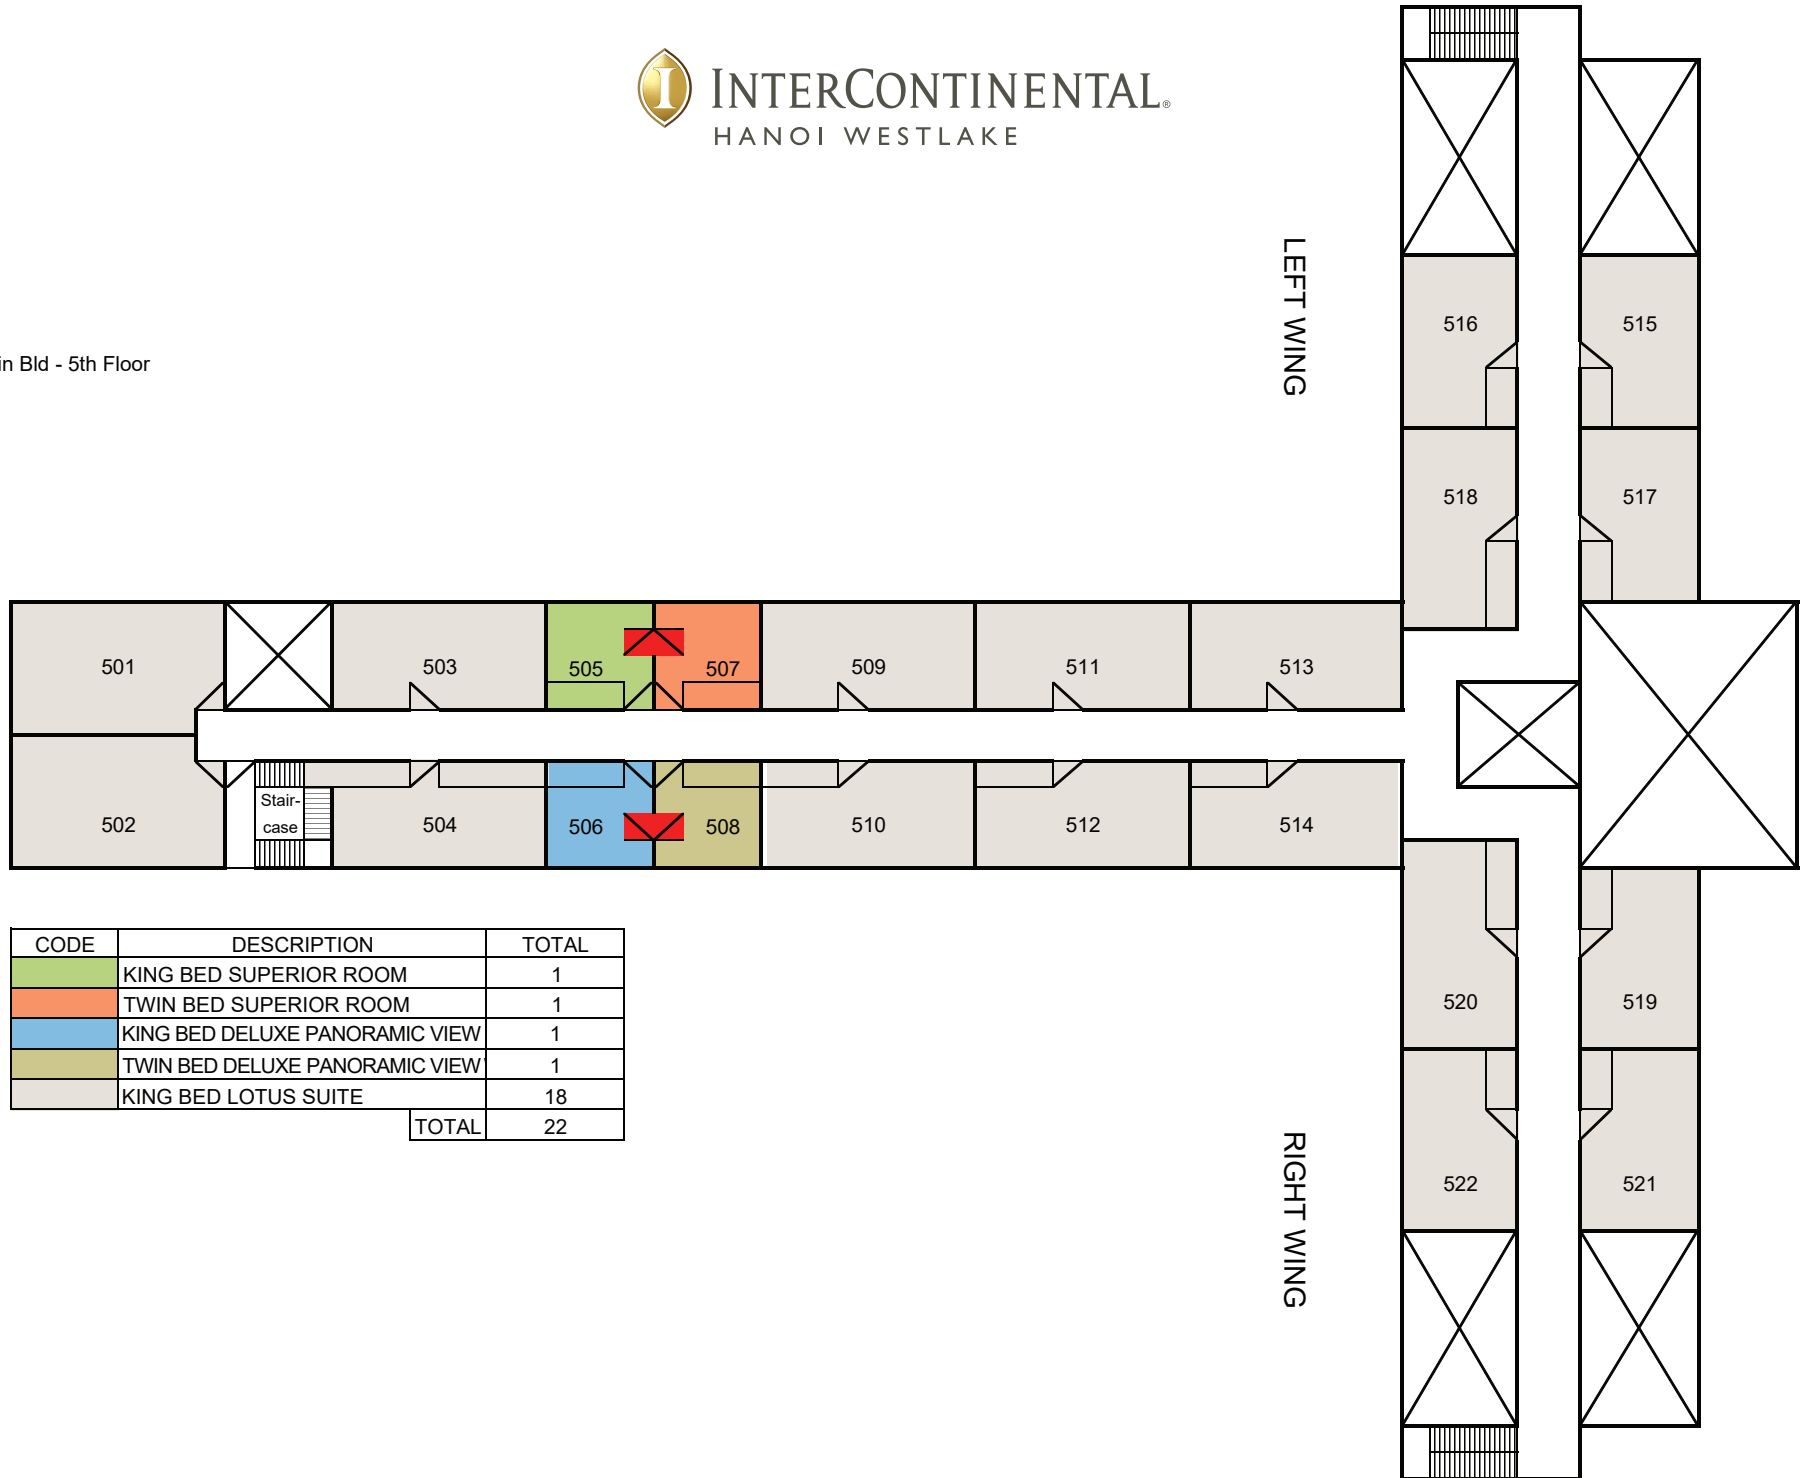 INTERCONTINENTAL®
HANOI WESTLAKE
in Bld - 5th Floor
LEFT WING
516
515
518
517
501
503
505
507
509
511
513
502
Stair-
case
504
506
508
510
512
514
520
519
522
521
RIGHT WING
CODE DESCRIPTION TOTAL
KING BED SUPERIOR ROOM 1
TWIN BED SUPERIOR ROOM 1
KING BED DELUXE PANORAMIC VIEW 1
TWIN BED DELUXE PANORAMIC VIEW 1
KING BED LOTUS SUITE 18
TOTAL 22